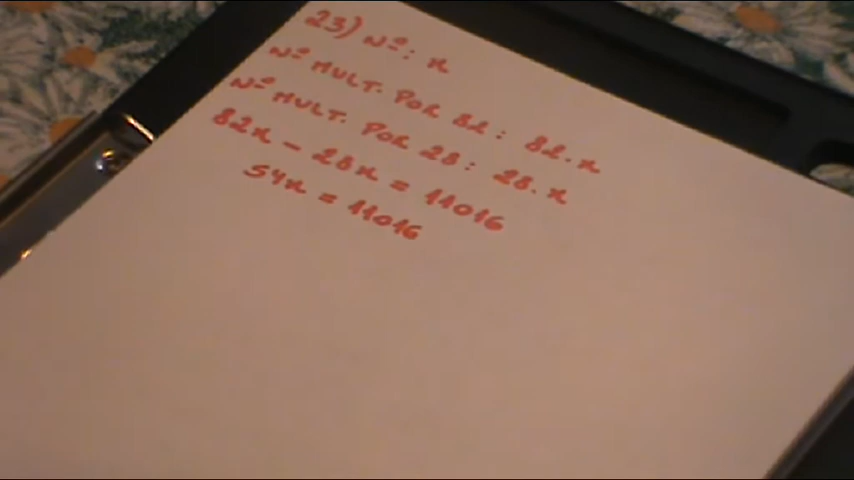 23) Nº: x
Nº MULT. POR 82: 82.x
Nº MULT. POR 28: 28.x
82x - 28x = 11016
54x = 11016